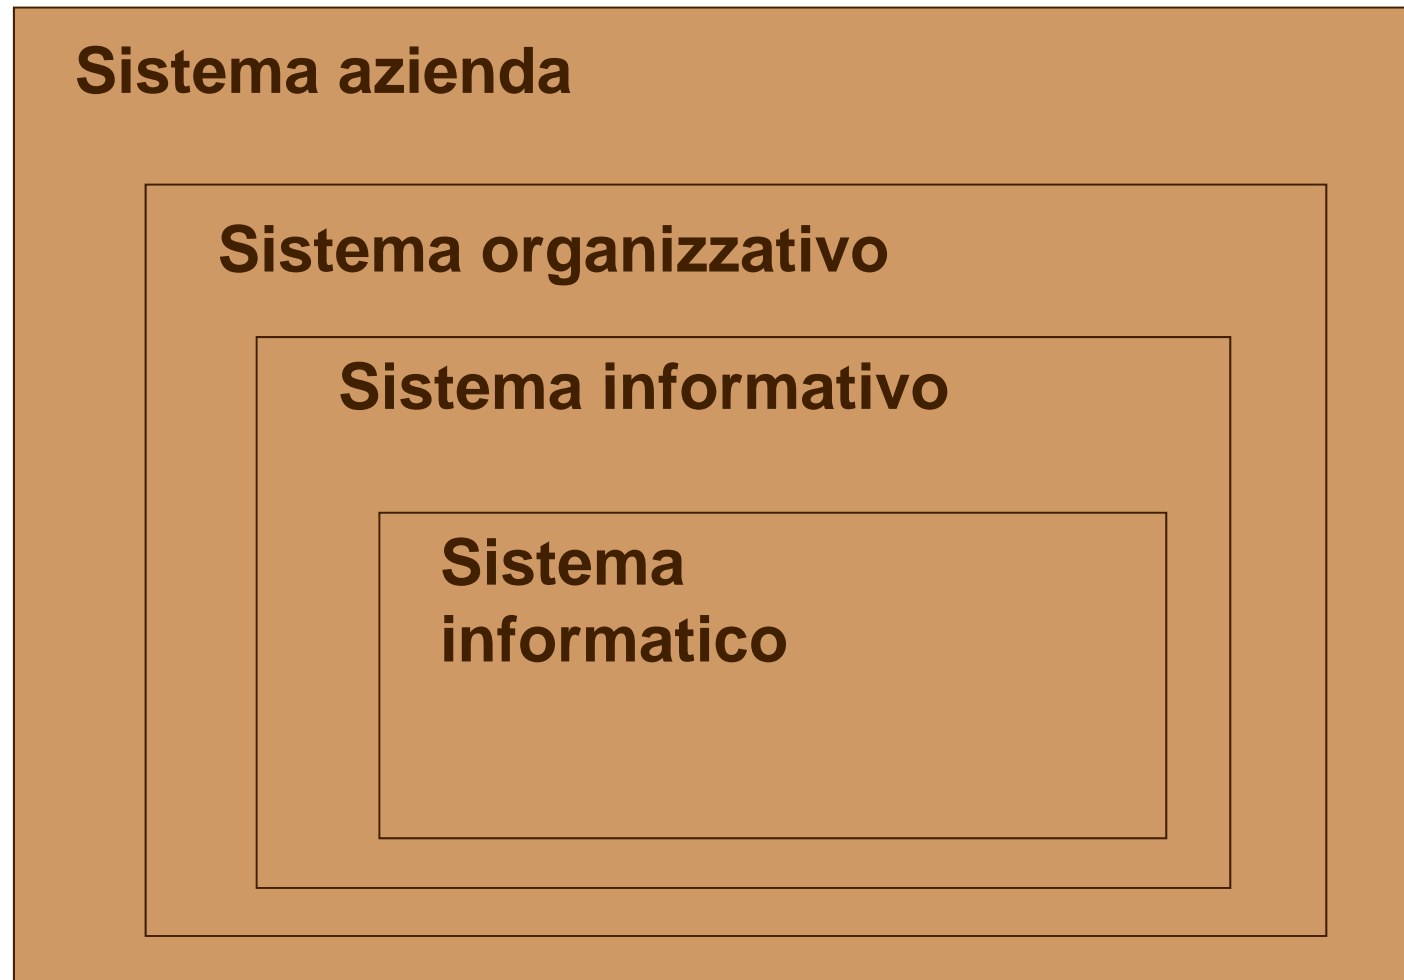 Sistema azienda
Sistema organizzativo
Sistema informativo
Sistema
informatico